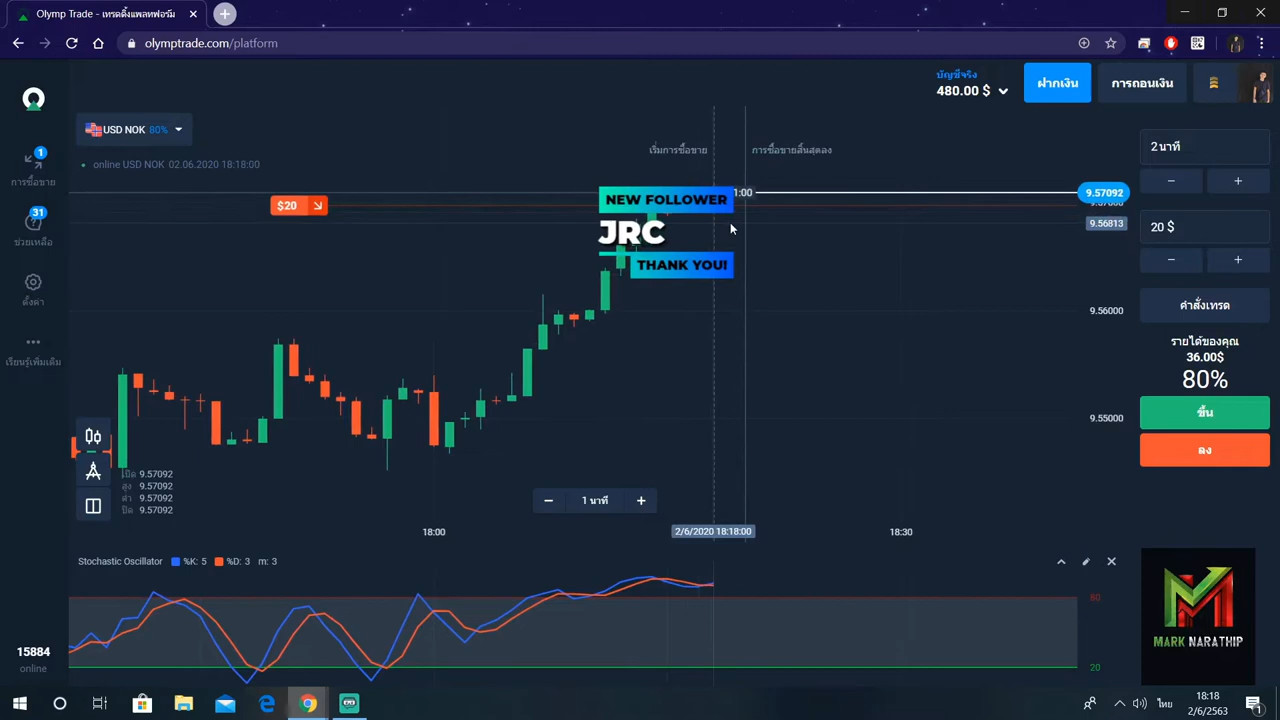 Olymp Trade - เทรดดิ้งแพลทฟอร์ม
olymptrade.com/platform
บัญชีจริง
480.00 $
ฝากเงิน
การถอนเงิน
USD NOK 80%
online USD NOK 02.06.2020 18:18:00
1
การซื้อขาย
31
ช่วยเหลือ
ตั้งค่า
เรียนรู้เพิ่มเติม
เริ่มการซื้อขาย
การซื้อขายสิ้นสุดลง
$20
NEW FOLLOWER
JRC
THANK YOU!
1:00
9.57092
9.56813
9.56000
9.55000
2 นาที
20 $
คำสั่งเทรด
รายได้ของคุณ
36.00$
80%
ขึ้น
ลง
เปิด 9.57092
สูง 9.57092
ต่ำ 9.57092
ปิด 9.57092
1 นาที
18:00
2/6/2020 18:18:00
18:30
Stochastic Oscillator %K: 5 %D: 3 m: 3
80
20
MARK NARATHIP
15884
online
ไทย
18:18
2/6/2563
1